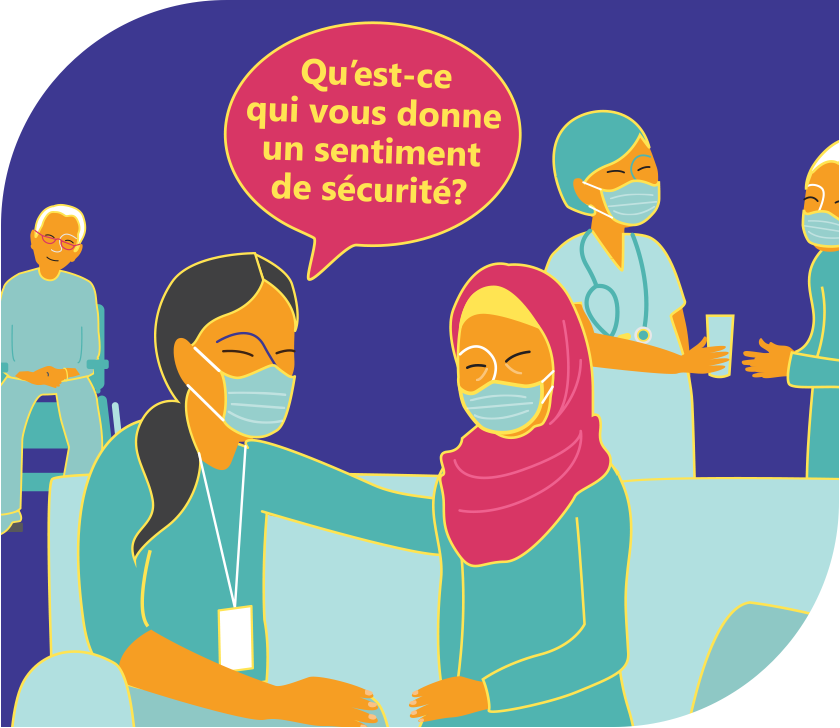 Qu’est-ce
qui vous donne
un sentiment
de sécurité?